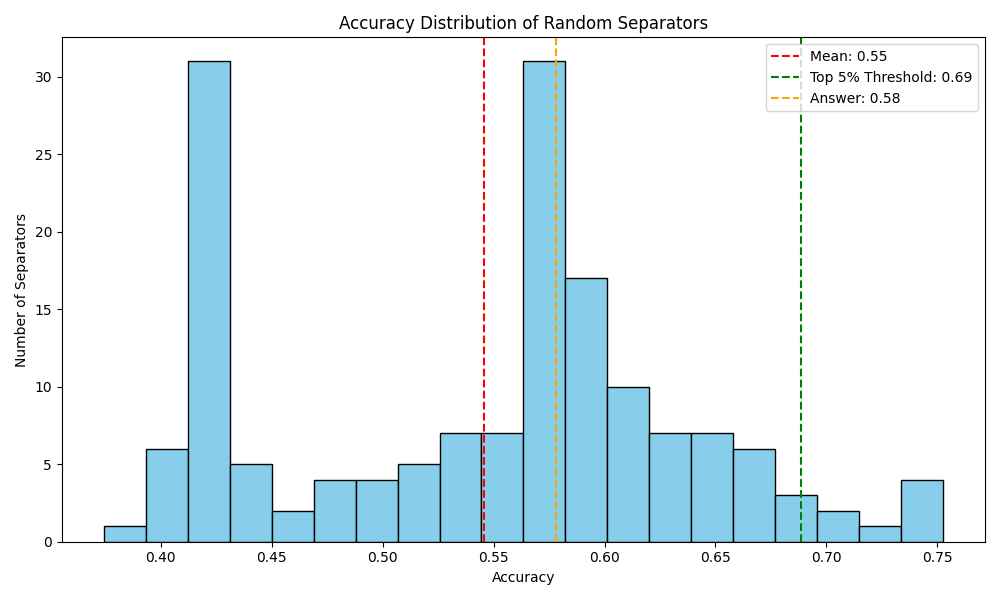 Accuracy Distribution of Random Separators
Mean: 0.55
Top 5% Threshold: 0.69
Answer: 0.58
Number of Separators
30
25
20
15
10
5
0
0.40 0.45 0.50 0.55 0.60 0.65 0.70 0.75
Accuracy